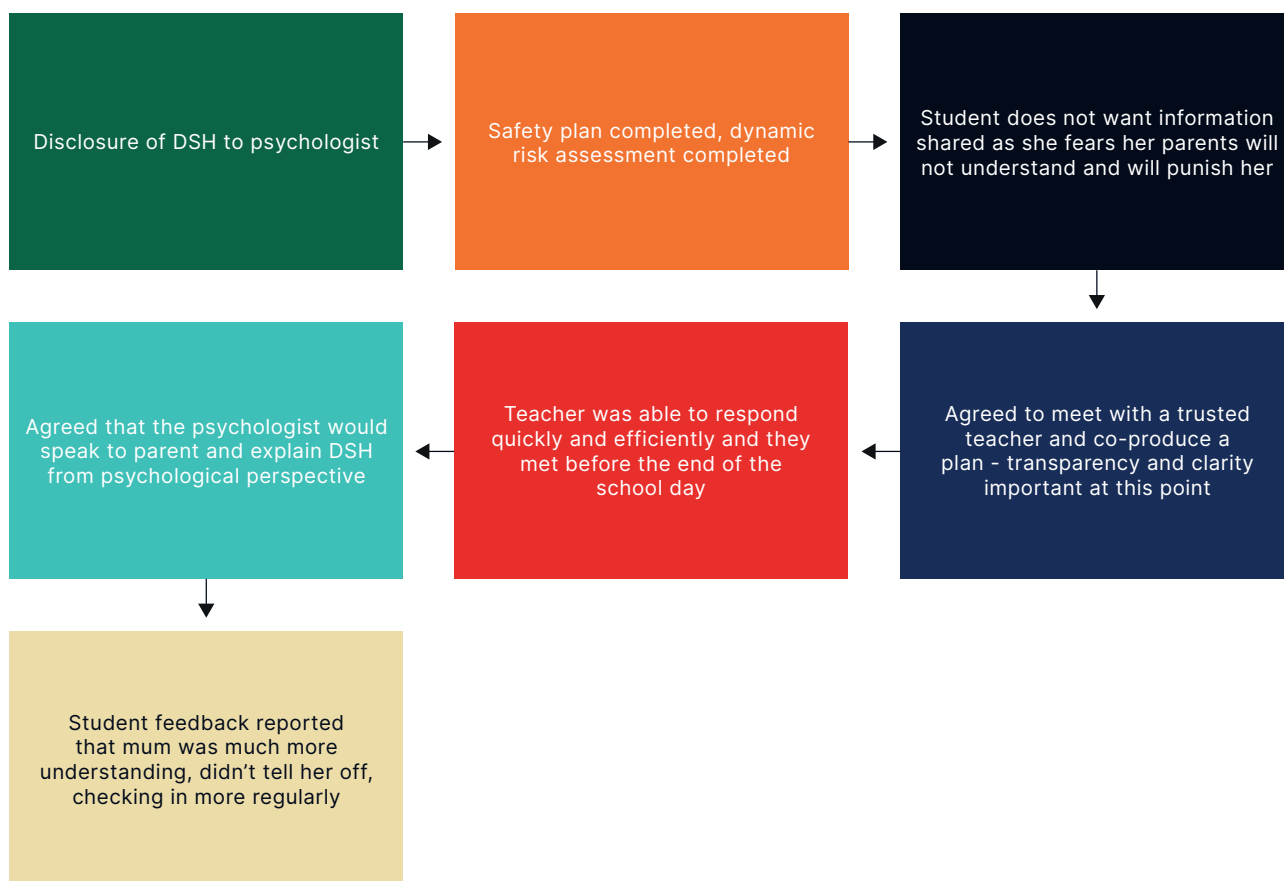 Disclosure of DSH to psychologist
Safety plan completed, dynamic
risk assessment completed
Student does not want information
shared as she fears her parents will
not understand and will punish her
Agreed to meet with a trusted
teacher and co-produce a
plan - transparency and clarity
important at this point
Teacher was able to respond
quickly and efficiently and they
met before the end of the
school day
Agreed that the psychologist would
speak to parent and explain DSH
from psychological perspective
Student feedback reported
that mum was much more
understanding, didn’t tell her off,
checking in more regularly